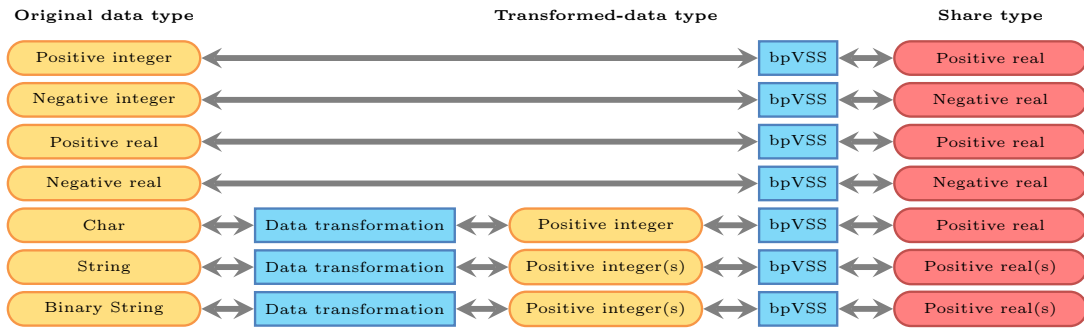 Original data type Transformed-data type Share type
Positive integer bpVSS Positive real
Negative integer bpVSS Negative real
Positive real bpVSS Positive real
Negative real bpVSS Negative real
Char Data transformation Positive integer bpVSS Positive real
String Data transformation Positive integer(s) bpVSS Positive real(s)
Binary String Data transformation Positive integer(s) bpVSS Positive real(s)